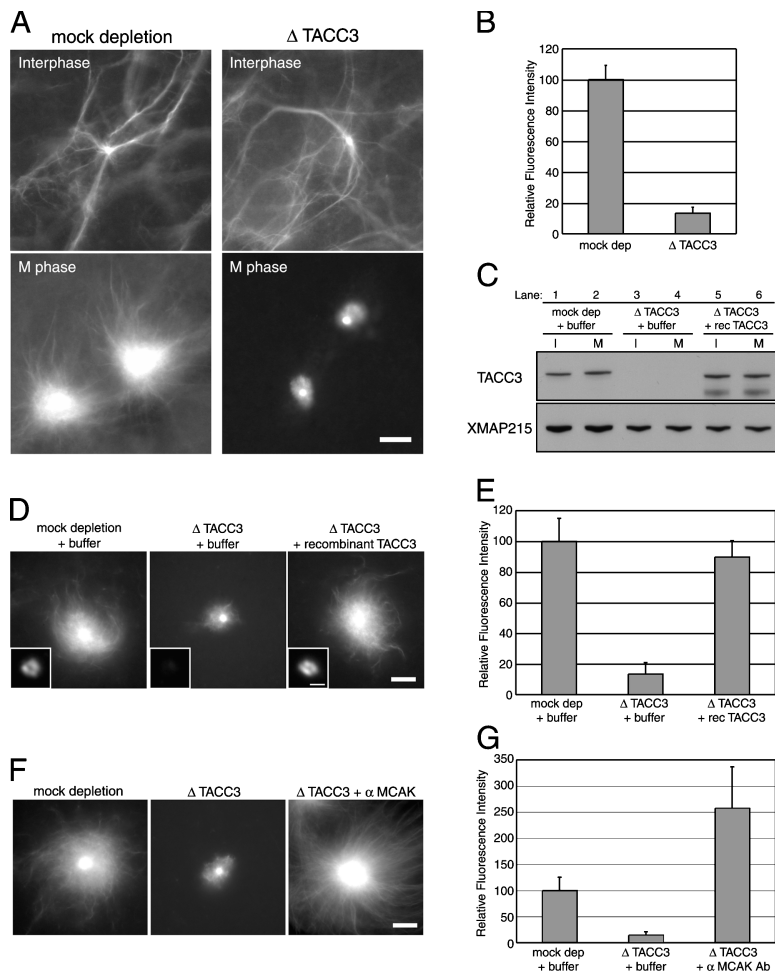 A
mock depletion
Δ TACC3
Interphase
Interphase
M phase
M phase
B
Relative Fluorescence Intensity
120
100
80
60
40
20
0
mock dep
Δ TACC3
C
Lane: 1 2 3 4 5 6
mock dep
+ buffer
Δ TACC3
+ buffer
Δ TACC3
+ rec TACC3
I M I M I M
TACC3
XMAP215
D
mock depletion
+ buffer
Δ TACC3
+ buffer
Δ TACC3
+ recombinant TACC3
E
Relative Fluorescence Intensity
120
100
80
60
40
20
0
mock dep
+ buffer
Δ TACC3
+ buffer
Δ TACC3
+ rec TACC3
F
mock depletion
Δ TACC3
Δ TACC3 + α MCAK
G
Relative Fluorescence Intensity
350
300
250
200
150
100
50
0
mock dep
+ buffer
Δ TACC3
+ buffer
Δ TACC3
+ α MCAK Ab